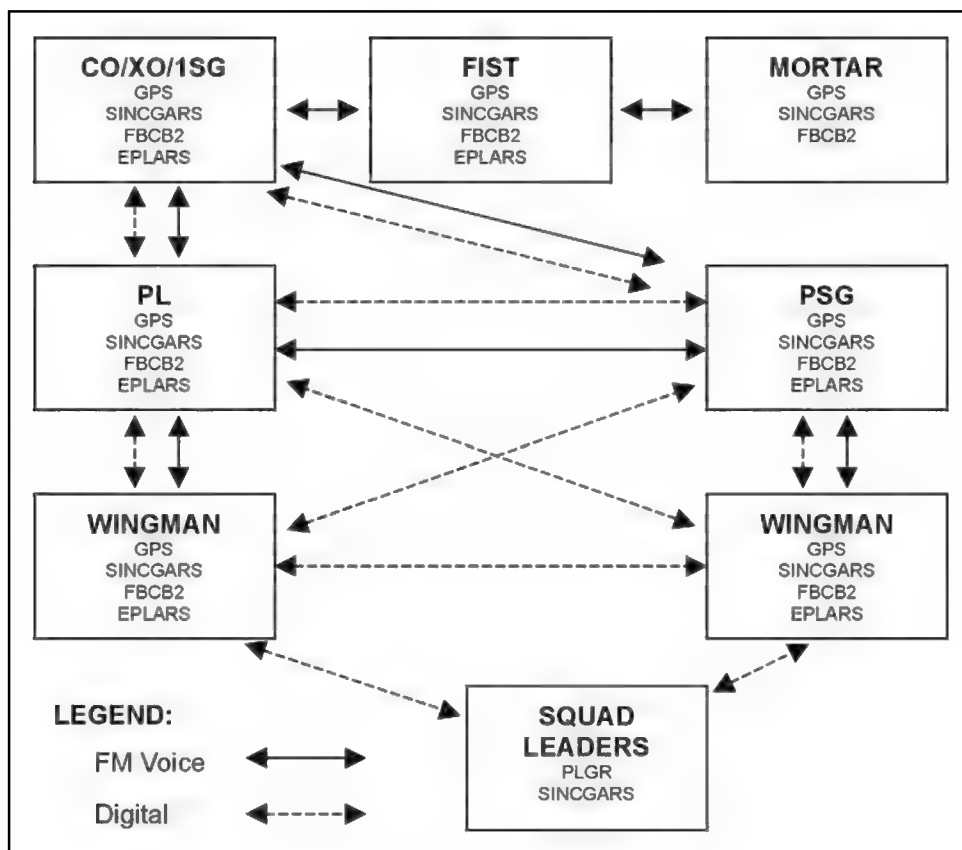 CO/XO/1SG
GPS
SINCGARS
FBCB2
EPLARS
FIST
GPS
SINCGARS
FBCB2
EPLARS
MORTAR
GPS
SINCGARS
FBCB2
PL
GPS
SINCGARS
FBCB2
EPLARS
PSG
GPS
SINCGARS
FBCB2
EPLARS
WINGMAN
GPS
SINCGARS
FBCB2
EPLARS
WINGMAN
GPS
SINCGARS
FBCB2
EPLARS
SQUAD
LEADERS
PLGR
SINCGARS
LEGEND:
FM Voice
Digital